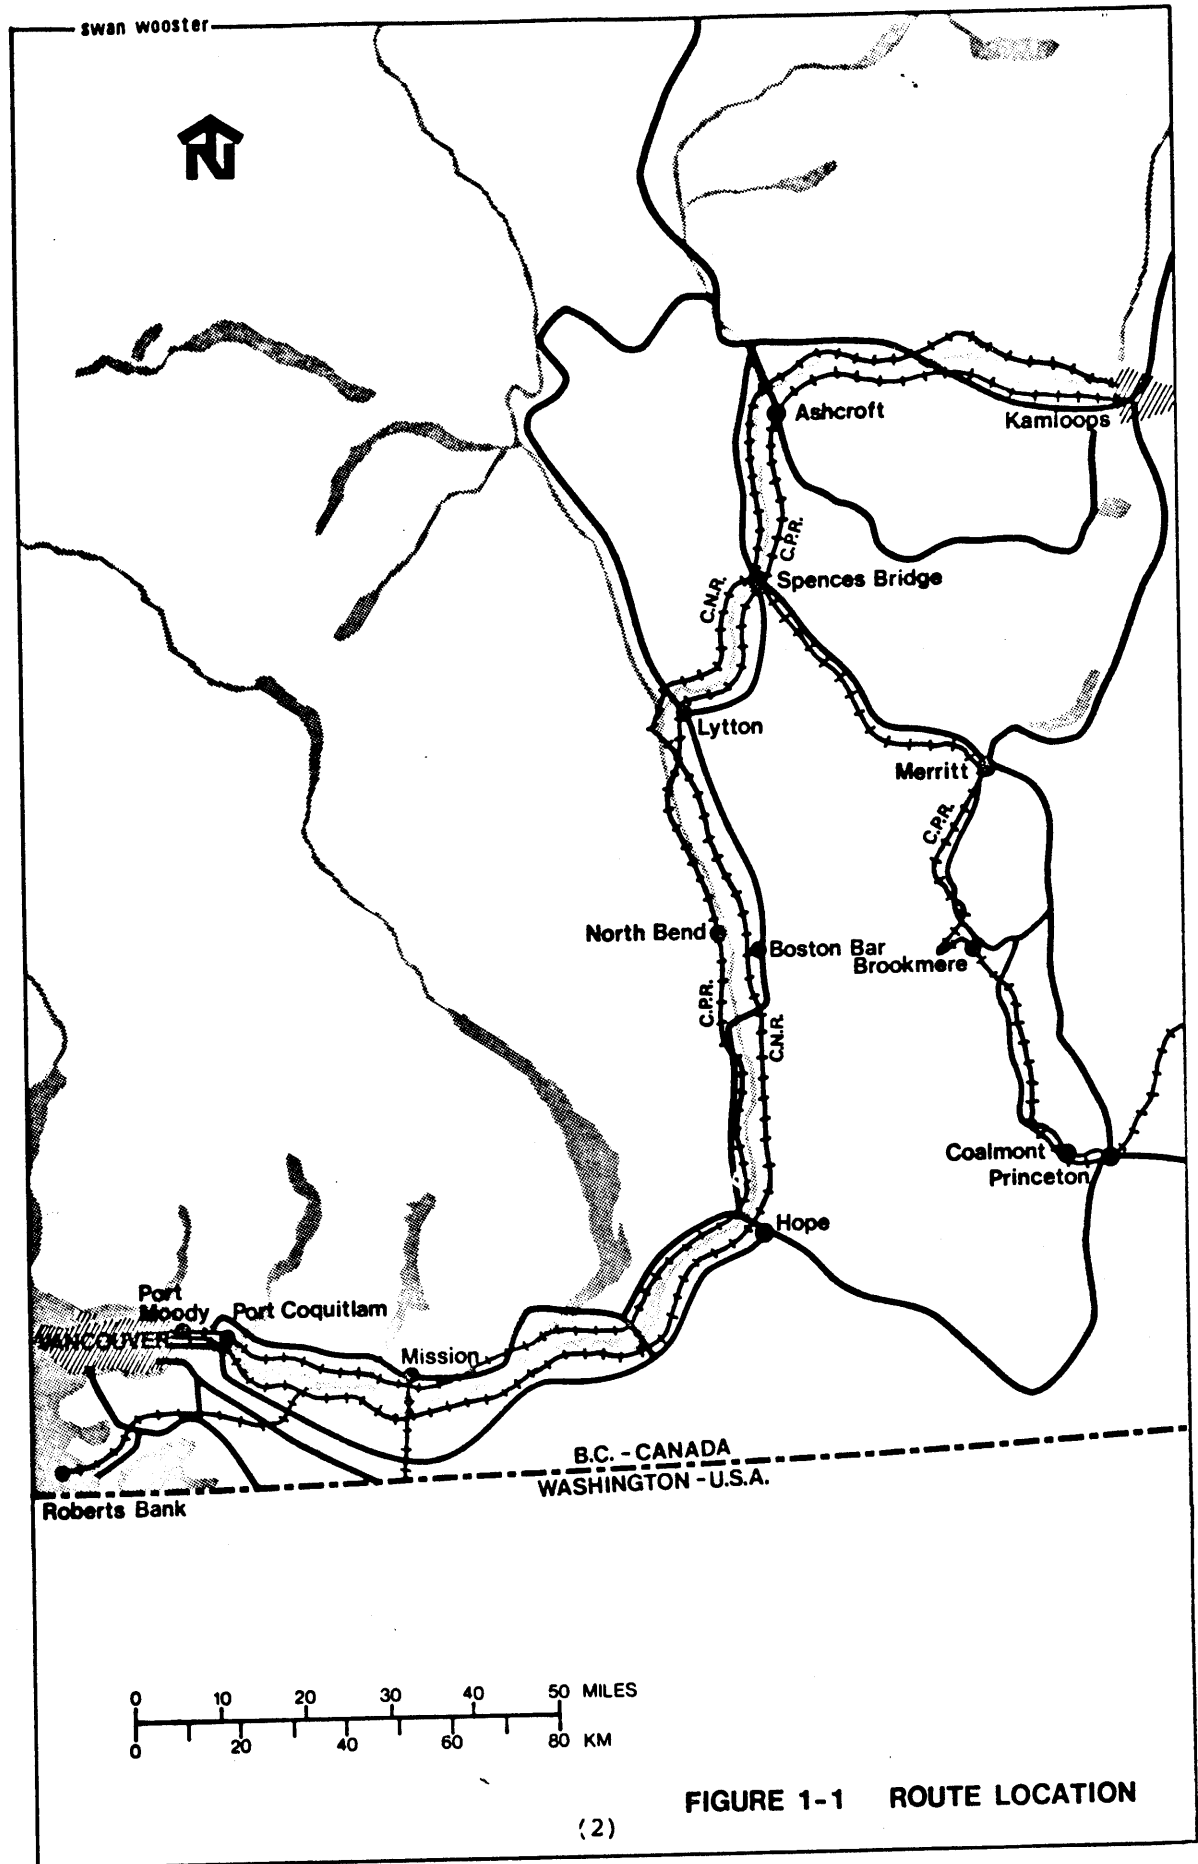 swan wooster
N
Ashcroft
Kamloops
C.P.R.
Spences Bridge
C.N.R.
Lytton
Merritt
C.P.R.
North Bend
Boston Bar
Brookmere
C.P.R.
C.N.R.
Coalmont
Princeton
Hope
Port
Moody
Port Coquitlam
VANCOUVER
Mission
B.C. - CANADA
WASHINGTON - U.S.A.
Roberts Bank
0 10 20 30 40 50 MILES
0 20 40 60 80 KM
FIGURE 1-1 ROUTE LOCATION
(2)